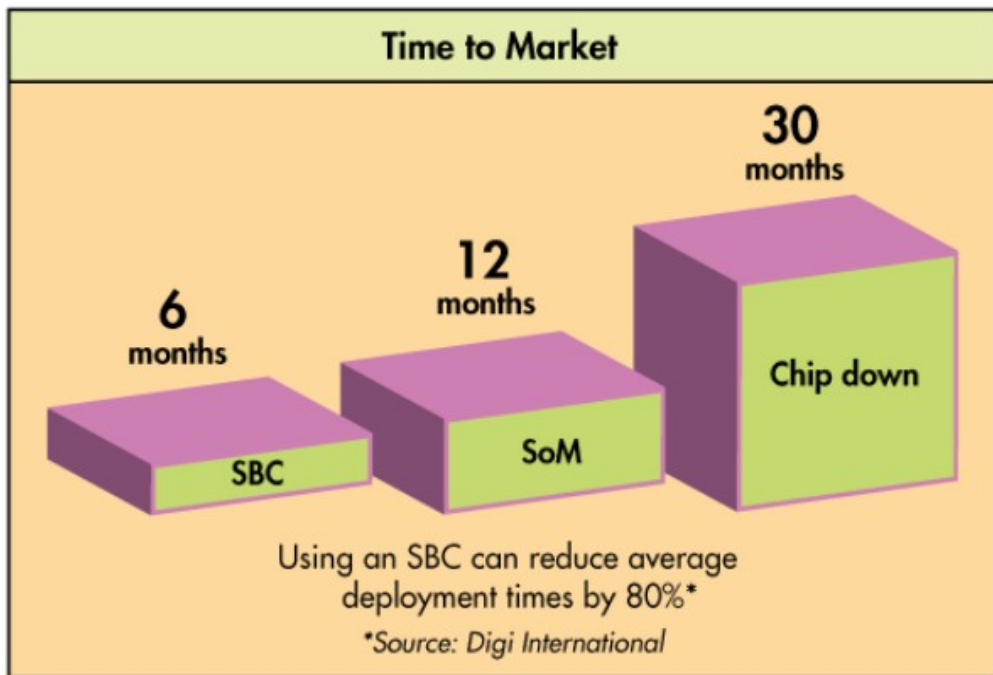 Time to Market
6
months
12
months
30
months
SBC
SoM
Chip down
Using an SBC can reduce average
deployment times by 80%*
*Source: Digi International